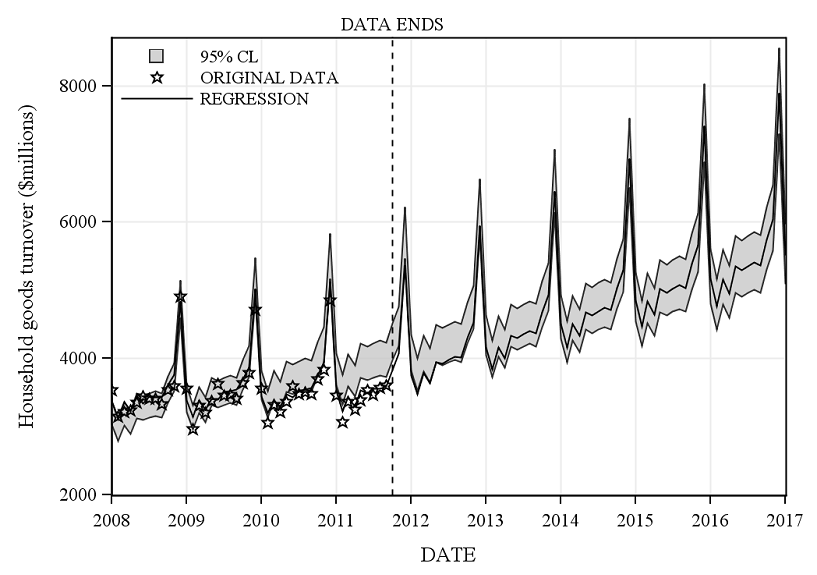 DATA ENDS
95% CL
ORIGINAL DATA
REGRESSION
Household goods turnover ($millions)
8000
6000
4000
2000
2008 2009 2010 2011 2012 2013 2014 2015 2016 2017
DATE